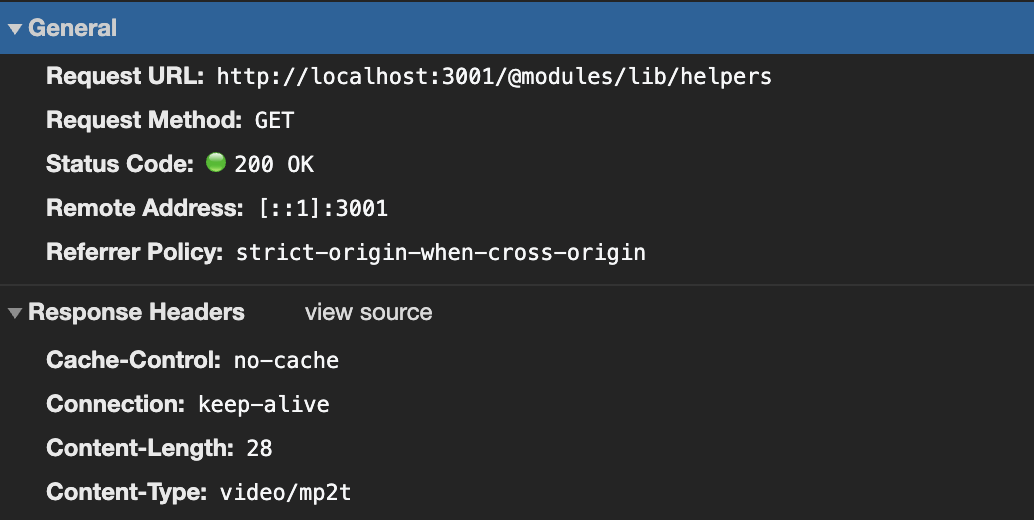 General
Request URL: http://localhost:3001/@modules/lib/helpers
Request Method: GET
Status Code: 200 OK
Remote Address: [::1]:3001
Referrer Policy: strict-origin-when-cross-origin
Response Headers view source
Cache-Control: no-cache
Connection: keep-alive
Content-Length: 28
Content-Type: video/mp2t